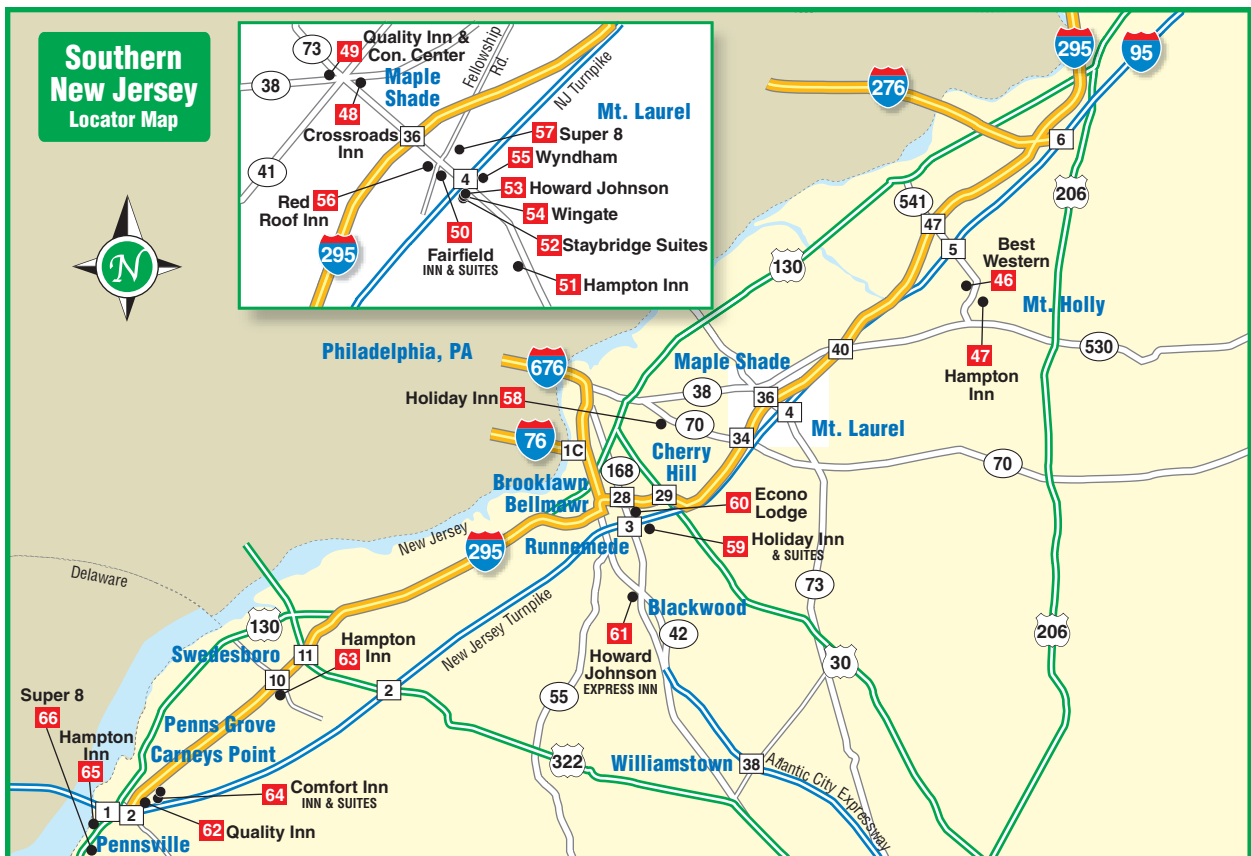 Southern
New Jersey
Locator Map
N
73
49
Quality Inn &
Con. Center
38
Maple
Shade
48
Crossroads
Inn
36
41
Fellowship
Rd.
NJ Turnpike
Mt. Laurel
57 Super 8
55 Wyndham
4
53 Howard Johnson
54 Wingate
52 Staybridge Suites
51 Hampton Inn
Red 56
Roof Inn
50
Fairfield
INN & SUITES
295
295
95
276
6
206
541
47
5
Best
Western
46
Mt. Holly
130
47
Hampton
Inn
530
40
Philadelphia, PA
676
Maple Shade
38
36
4
Holiday Inn 58
70
34
Mt. Laurel
76
1C
Cherry
Hill
70
168
Brooklawn
Bellmawr
28
29
60 Econo
Lodge
3
59 Holiday Inn
& SUITES
Runnemede
New Jersey
295
Delaware
73
61
Howard
Johnson
EXPRESS INN
Blackwood
42
206
30
130
New Jersey Turnpike
Swedesboro
11
Hampton
63 Inn
10
2
55
Super 8
66
Penns Grove
Hampton
Inn
65
Carneys Point
322
Williamstown
38
Atlantic City Expressway
64 Comfort Inn
INN & SUITES
1
2
62 Quality Inn
Pennsville